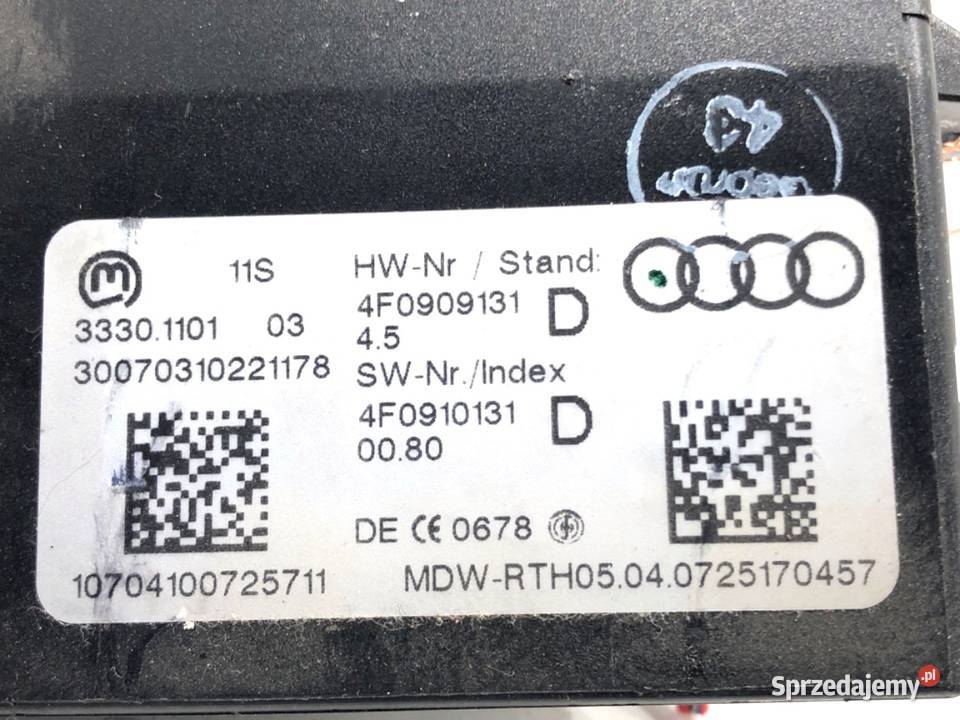 44
M
11S
HW-Nr / Stand:
3330.1101 03
4F0909131 D
4.5
30070310221178
SW-Nr./Index
4F0910131 D
00.80
DE CE 0678
10704100725711
MDW-RTH05.04.0725170457
Sprzedajemy.pl